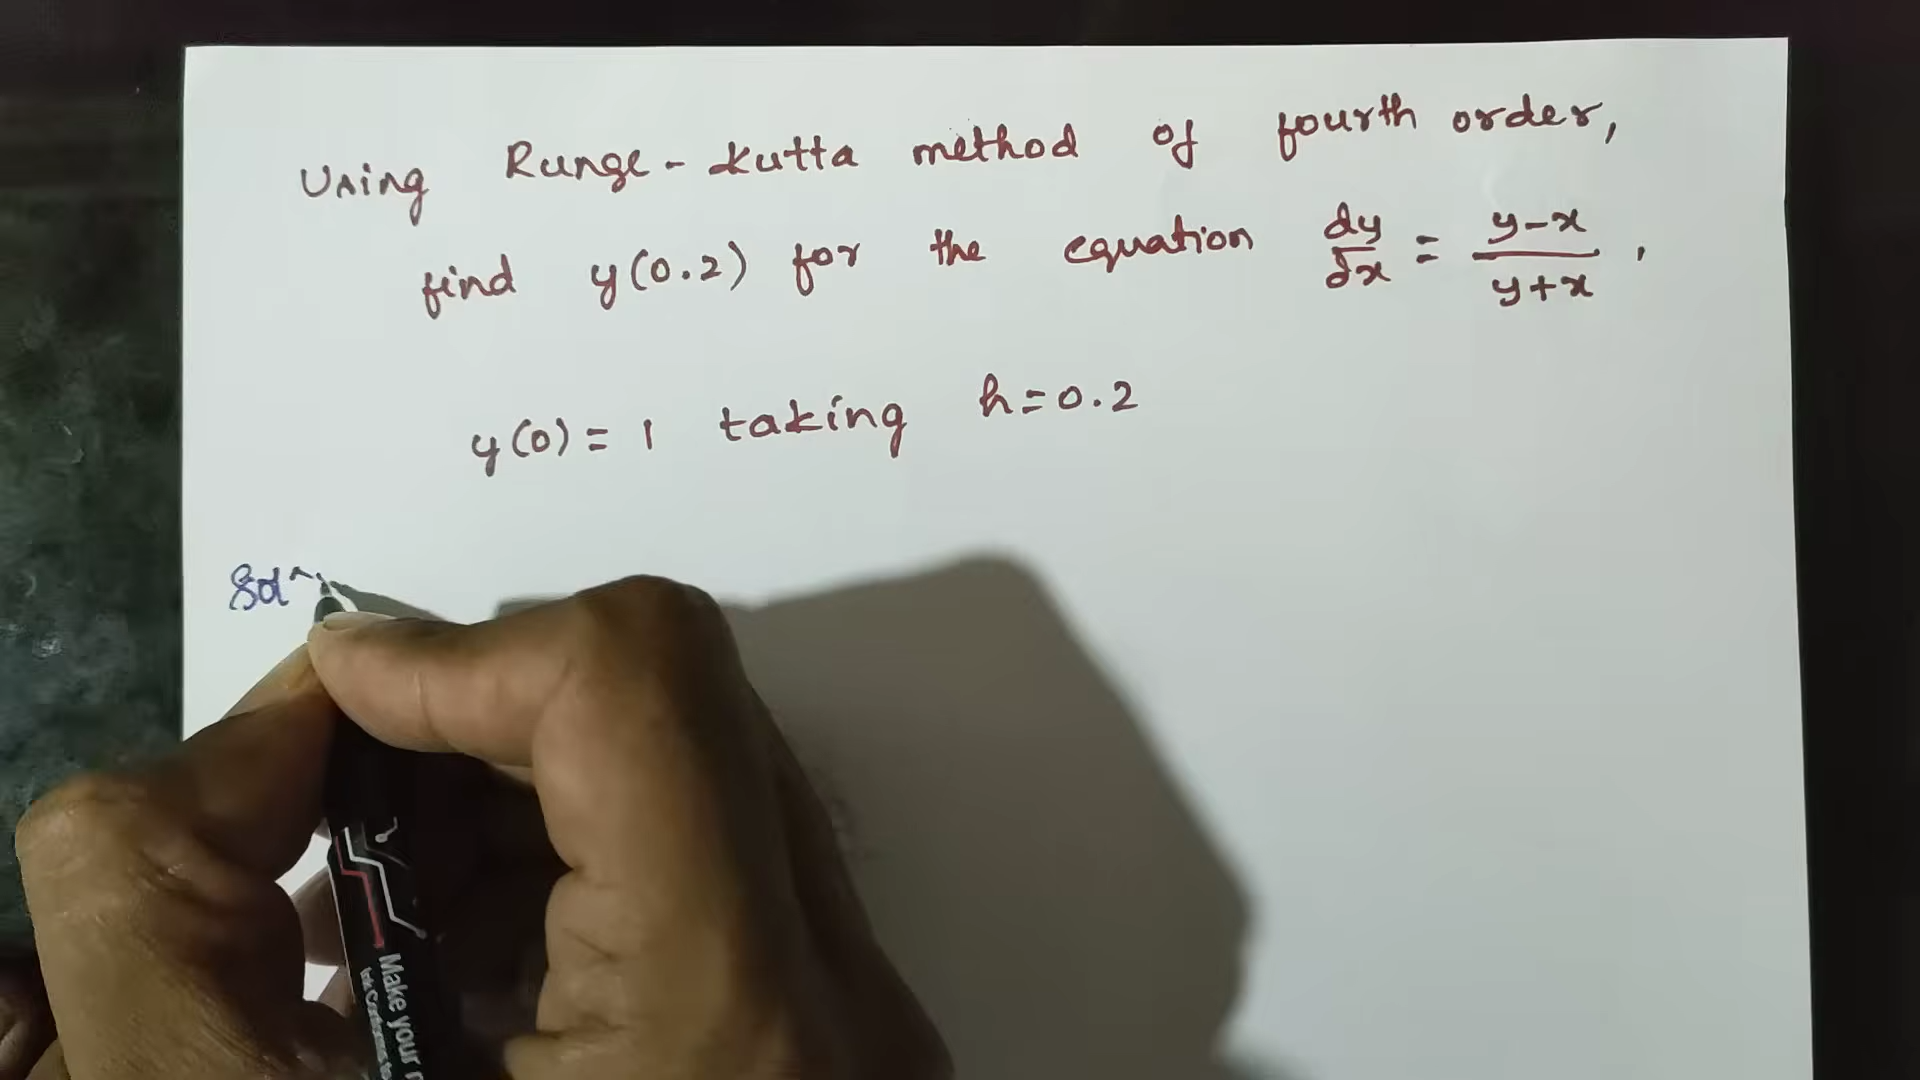 Using Runge-Kutta method of fourth order,
find y(0.2) for the equation dy/dx = y-x/y+x,
y(0) = 1 taking h=0.2
Soln
Make your